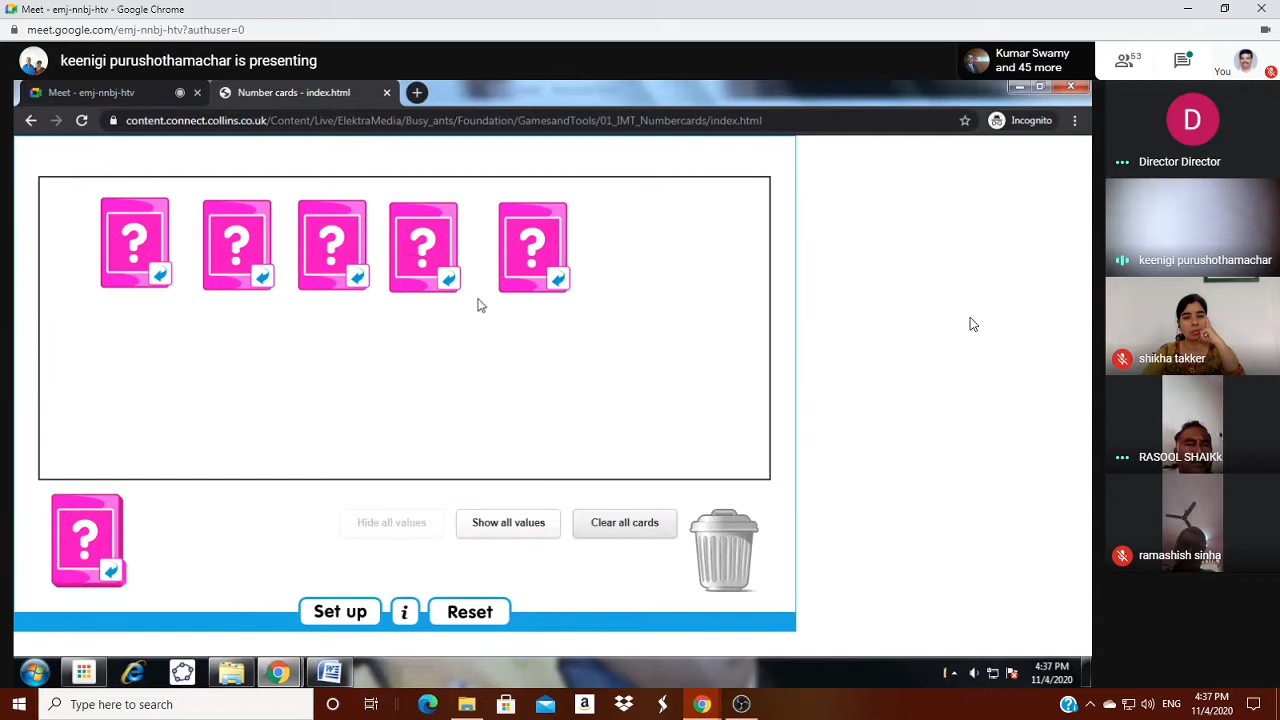 Meet - emj-nnbj-htv - Google Chrome
meet.google.com/emj-nnbj-htv?authuser=0
keenigi purushothamachar is presenting
Kumar Swamy
and 45 more
53
You
Meet - emj-nnbj-htv
Number cards - index.html
content.connect.collins.co.uk/Content/Live/ElektraMedia/Busy_ants/Foundation/GamesandTools/01_IMT_Numbercards/index.html
Incognito
D
Director Director
? ? ? ? ?
keenigi purushothamachar
shikha takker
RASOOL SHAIKk
?
Hide all values
Show all values
Clear all cards
ramashish sinha
Set up
i
Reset
4:37 PM
11/4/2020
Type here to search
ENG
4:37 PM
11/4/2020